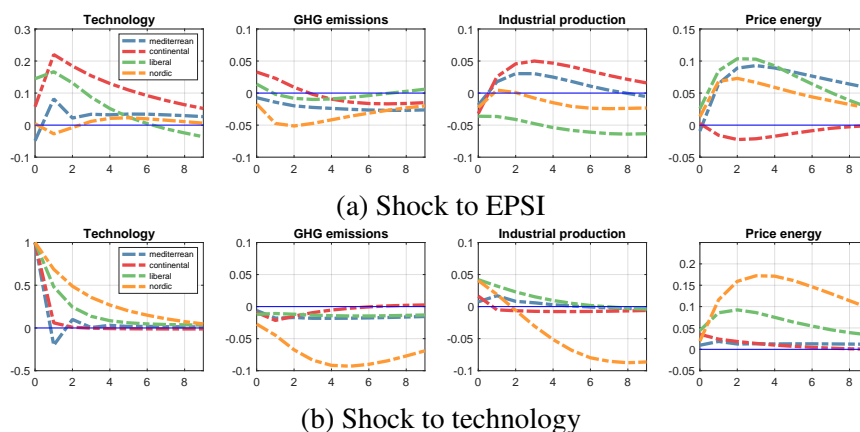 Technology GHG emissions Industrial production Price energy
0.3 0.1 0.1 0.15
mediterrean
continental
liberal
nordic
0.2 0.05 0.05 0.1
0.1 0 0 0.05
0 -0.05 -0.05 0
-0.1 -0.1 -0.1 0.05
0 2 4 6 8 0 2 4 6 8 0 2 4 6 8 0 2 4 6 8
(a) Shock to EPSI
Technology GHG emissions Industrial production Price energy
1 0.1 0.1
mediterrean
continental
liberal
nordic
0.2
0.5 0.05 0.05 0.15
0.1
0 0 0 0.05
-0.05 -0.05 0
-0.5 -0.1 -0.1
0 2 4 6 8 0 2 4 6 8 0 2 4 6 8 0 2 4 6 8
(b) Shock to technology